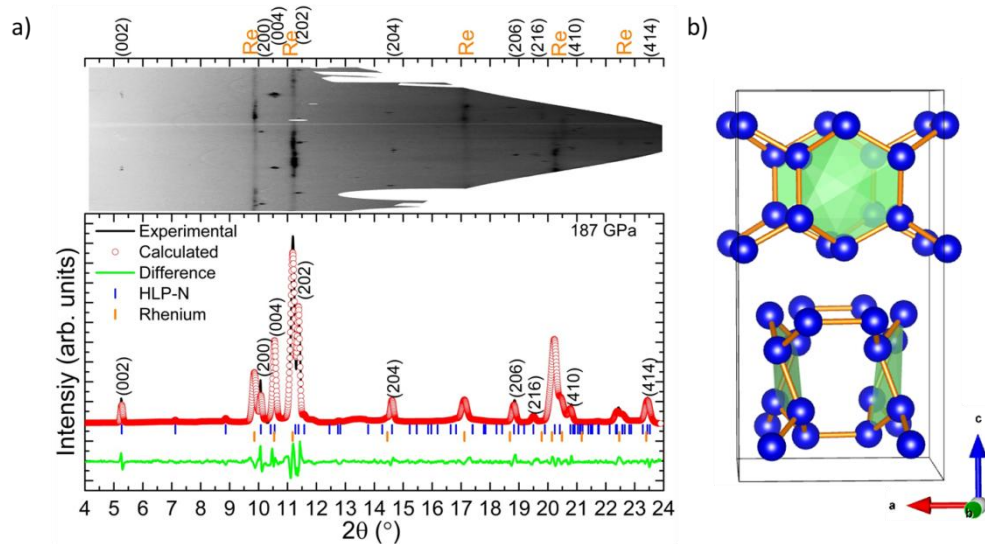 a)
b)
(002) Re (200) (004) Re (202) (204) Re (206) (216) Re (410) Re (414)
Experimental
Calculated
Difference
HLP-N
Rhenium
187 GPa
(002) (200) (004) (202) (204) (206) (216) (410) (414)
Intensiy (arb. units)
4 5 6 7 8 9 10 11 12 13 14 15 16 17 18 19 20 21 22 23 24
2θ (°)
c
a
b